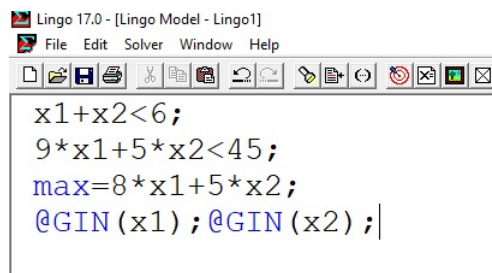 Lingo 17.0 - [Lingo Model - Lingo1]
File Edit Solver Window Help
x1+x2<6;
9*x1+5*x2<45;
max=8*x1+5*x2;
@GIN(x1);@GIN(x2);